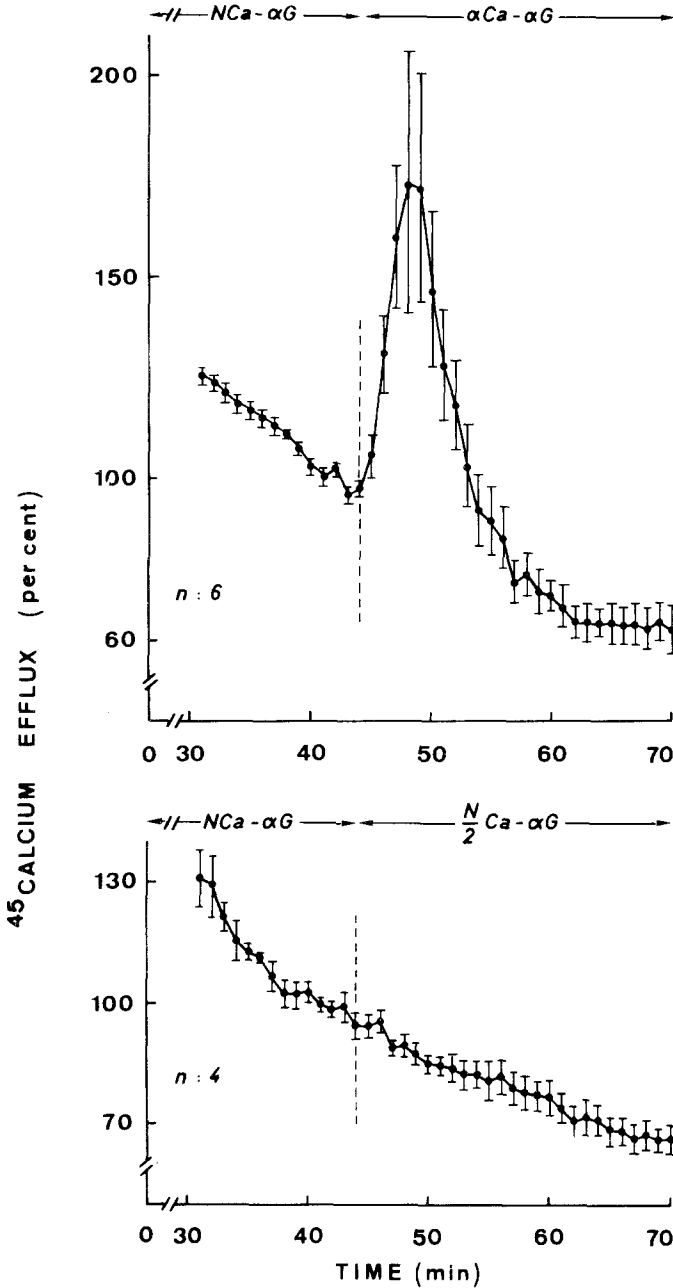 NCa-αG αCa-αG
200
150
100
60
n : 6
0 30 40 50 60 70
45CALCIUM EFFLUX (per cent)
NCa-αG N/2 Ca-αG
130
100
70
n : 4
0 30 40 50 60 70
TIME (min)